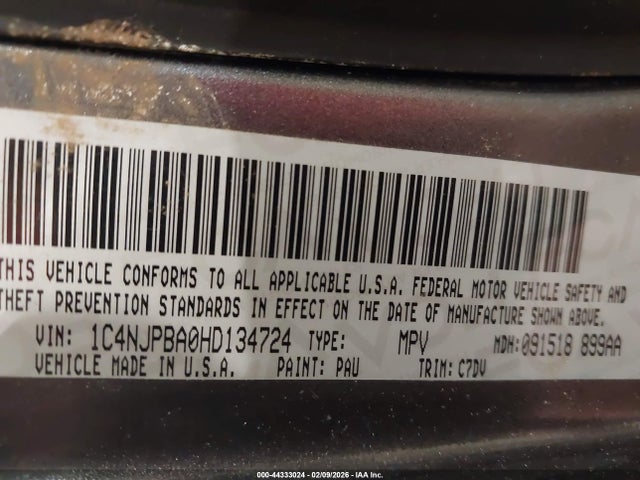 THIS VEHICLE CONFORMS TO ALL APPLICABLE U.S.A. FEDERAL MOTOR VEHICLE SAFETY AND
THEFT PREVENTION STANDARDS IN EFFECT ON THE DATE OF MANUFACTURE SHOWN ABOVE.
VIN: 1C4NJPBA0HD134724 TYPE: MPV MDH:091518 899AA
VEHICLE MADE IN U.S.A. PAINT: PAU TRIM: C7DV
000-44333024 | 02/09/2026 - IAA Inc.